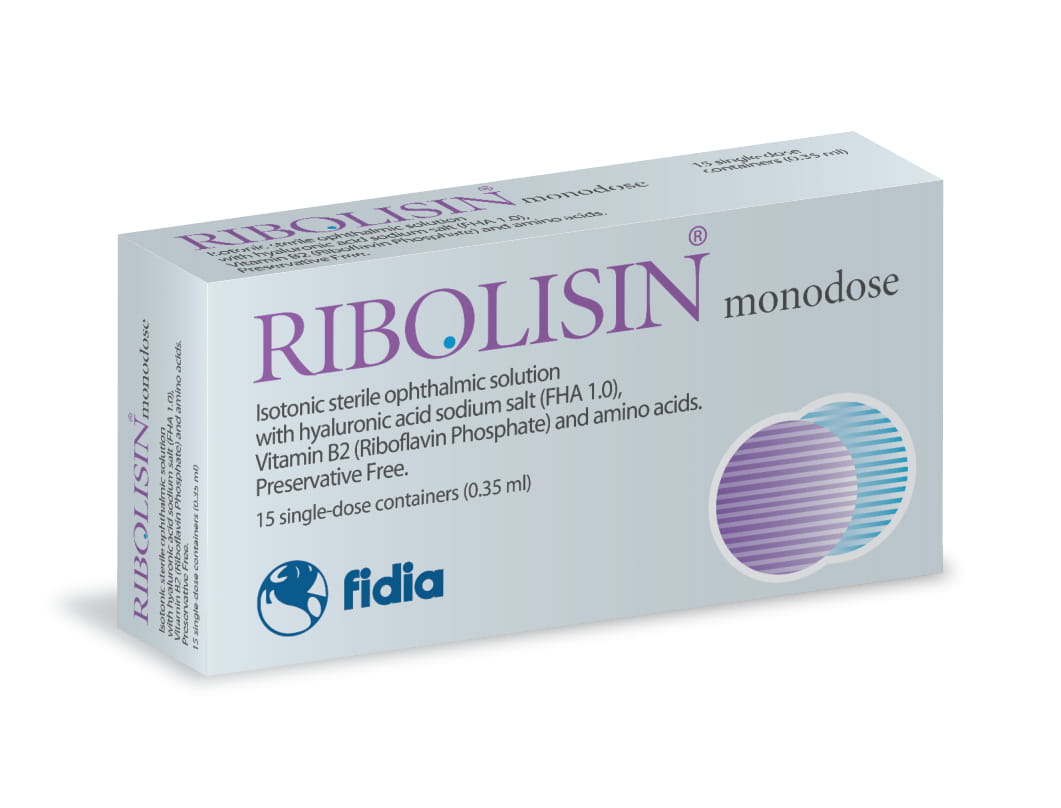 RIBOLISIN® monodose
Isotonic sterile ophthalmic solution
with hyaluronic acid sodium salt (FHA 1.0),
Vitamin B2 (Riboflavin Phosphate) and amino acids.
Preservative Free.
15 single-dose
containers (0.35 ml)
RIBOLISIN® monodose
Isotonic sterile ophthalmic solution
with hyaluronic acid sodium salt (FHA 1.0),
Vitamin B2 (Riboflavin Phosphate) and amino acids.
Preservative Free.
15 single-dose containers (0.35 ml)
fidia
RIBOLISIN® monodose
Isotonic sterile ophthalmic solution
with hyaluronic acid sodium salt (FHA 1.0),
Vitamin B2 (Riboflavin Phosphate) and amino acids.
Preservative Free.
15 single-dose containers (0.35 ml)